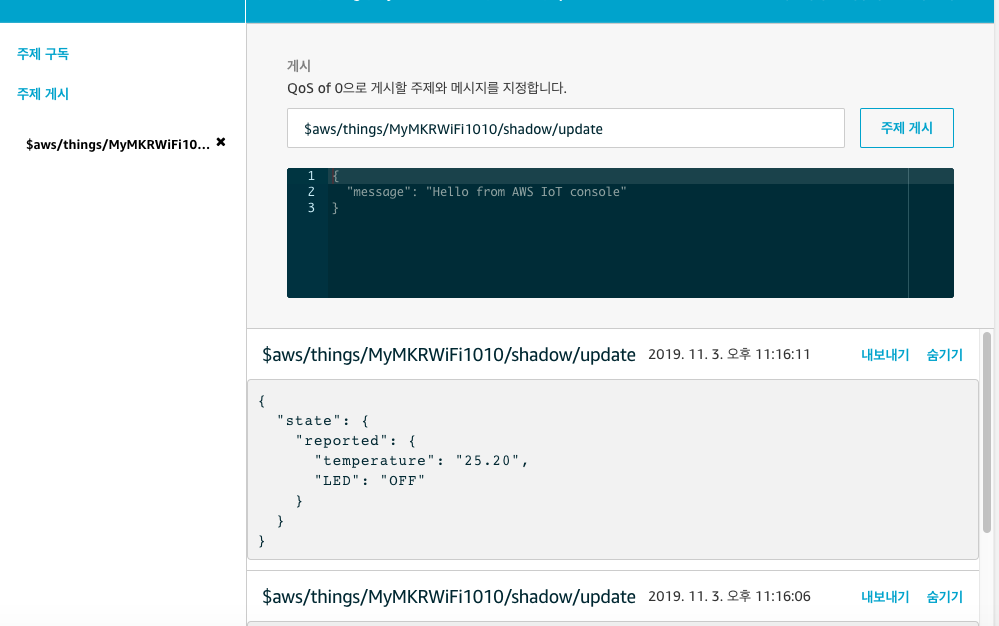 주제 구독
주제 게시
$aws/things/MyMKRWiFi10... ✖
게시
QoS of 0으로 게시할 주제와 메시지를 지정합니다.
$aws/things/MyMKRWiFi1010/shadow/update
주제 게시
1 {
2 "message": "Hello from AWS IoT console"
3 }
$aws/things/MyMKRWiFi1010/shadow/update 2019. 11. 3. 오후 11:16:11 내보내기 숨기기
{
"state": {
"reported": {
"temperature": "25.20",
"LED": "OFF"
}
}
}
$aws/things/MyMKRWiFi1010/shadow/update 2019. 11. 3. 오후 11:16:06 내보내기 숨기기